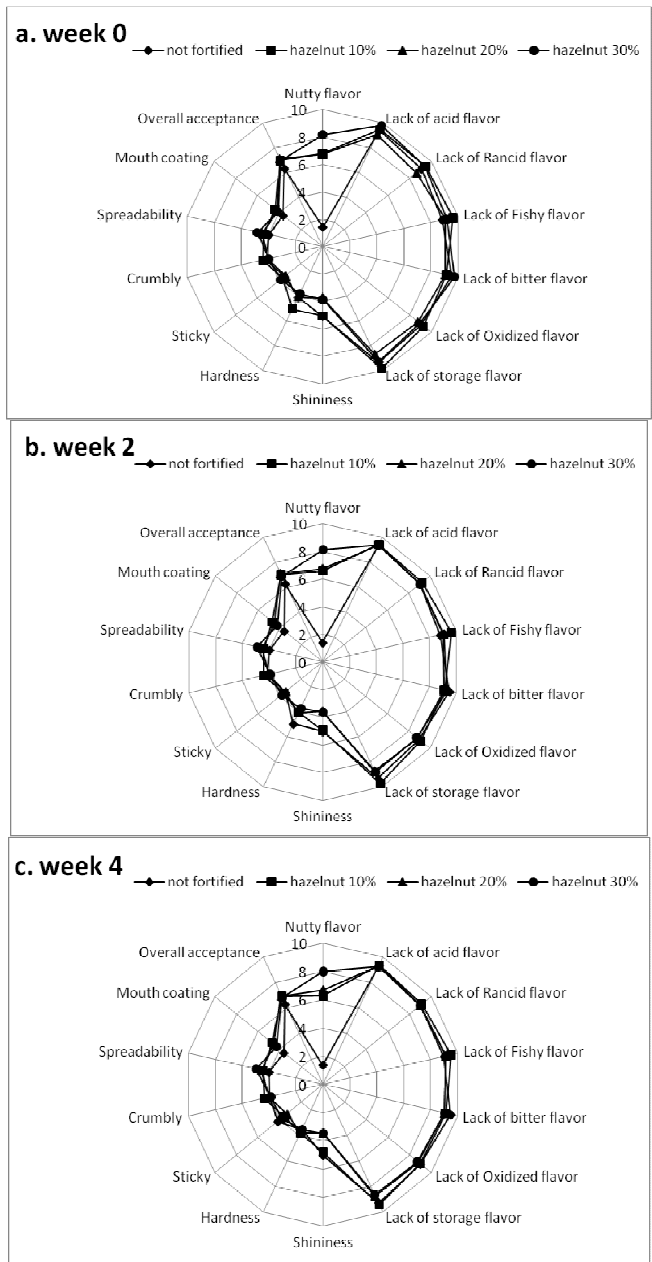 a. week 0
not fortified hazelnut 10% hazelnut 20% hazelnut 30%
Nutty flavor
Overall acceptance 10 Lack of acid flavor
8
Mouth coating 6 Lack of Rancid flavor
4
Spreadability 2 Lack of Fishy flavor
0
Crumbly Lack of bitter flavor
Sticky Lack of Oxidized flavor
Hardness Lack of storage flavor
Shininess
b. week 2
not fortified hazelnut 10% hazelnut 20% hazelnut 30%
Nutty flavor
Overall acceptance 10 Lack of acid flavor
8
Mouth coating 6 Lack of Rancid flavor
4
Spreadability 2 Lack of Fishy flavor
0
Crumbly Lack of bitter flavor
Sticky Lack of Oxidized flavor
Hardness Lack of storage flavor
Shininess
c. week 4
not fortified hazelnut 10% hazelnut 20% hazelnut 30%
Nutty flavor
Overall acceptance 10 Lack of acid flavor
8
Mouth coating 6 Lack of Rancid flavor
4
Spreadability 2 Lack of Fishy flavor
0
Crumbly Lack of bitter flavor
Sticky Lack of Oxidized flavor
Hardness Lack of storage flavor
Shininess